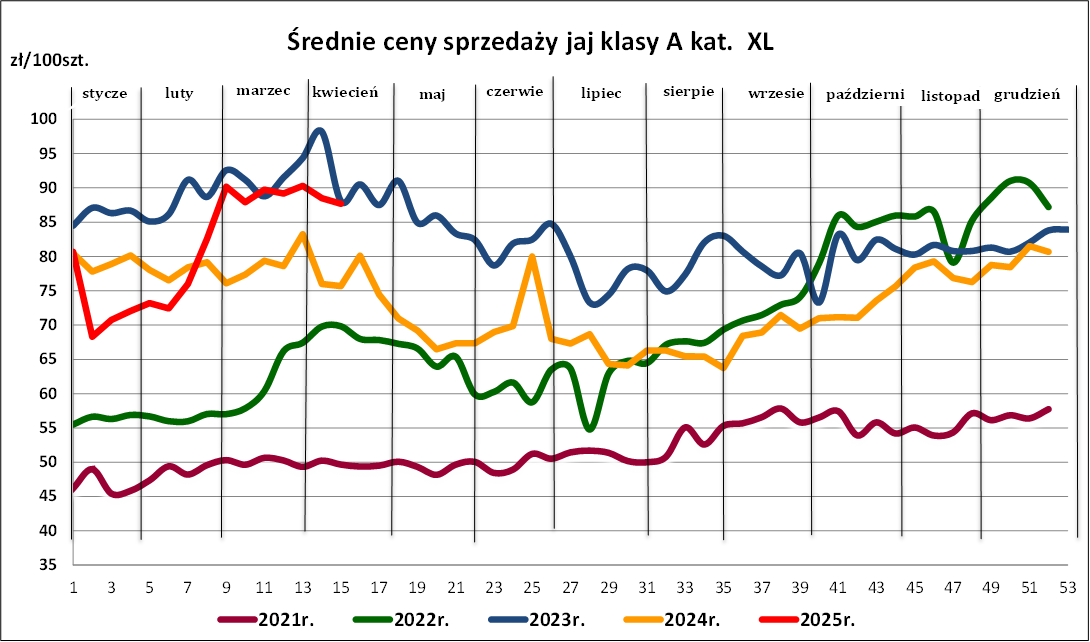 Średnie ceny sprzedaży jaj klasy A kat. XL
zł/100szt.
stycze luty marzec kwiecień maj czerwie lipiec sierpie wrzesie październi listopad grudzień
100
95
90
85
80
75
70
65
60
55
50
45
40
35
1 3 5 7 9 11 13 15 17 19 21 23 25 27 29 31 33 35 37 39 41 43 45 47 49 51 53
2021r. 2022r. 2023r. 2024r. 2025r.